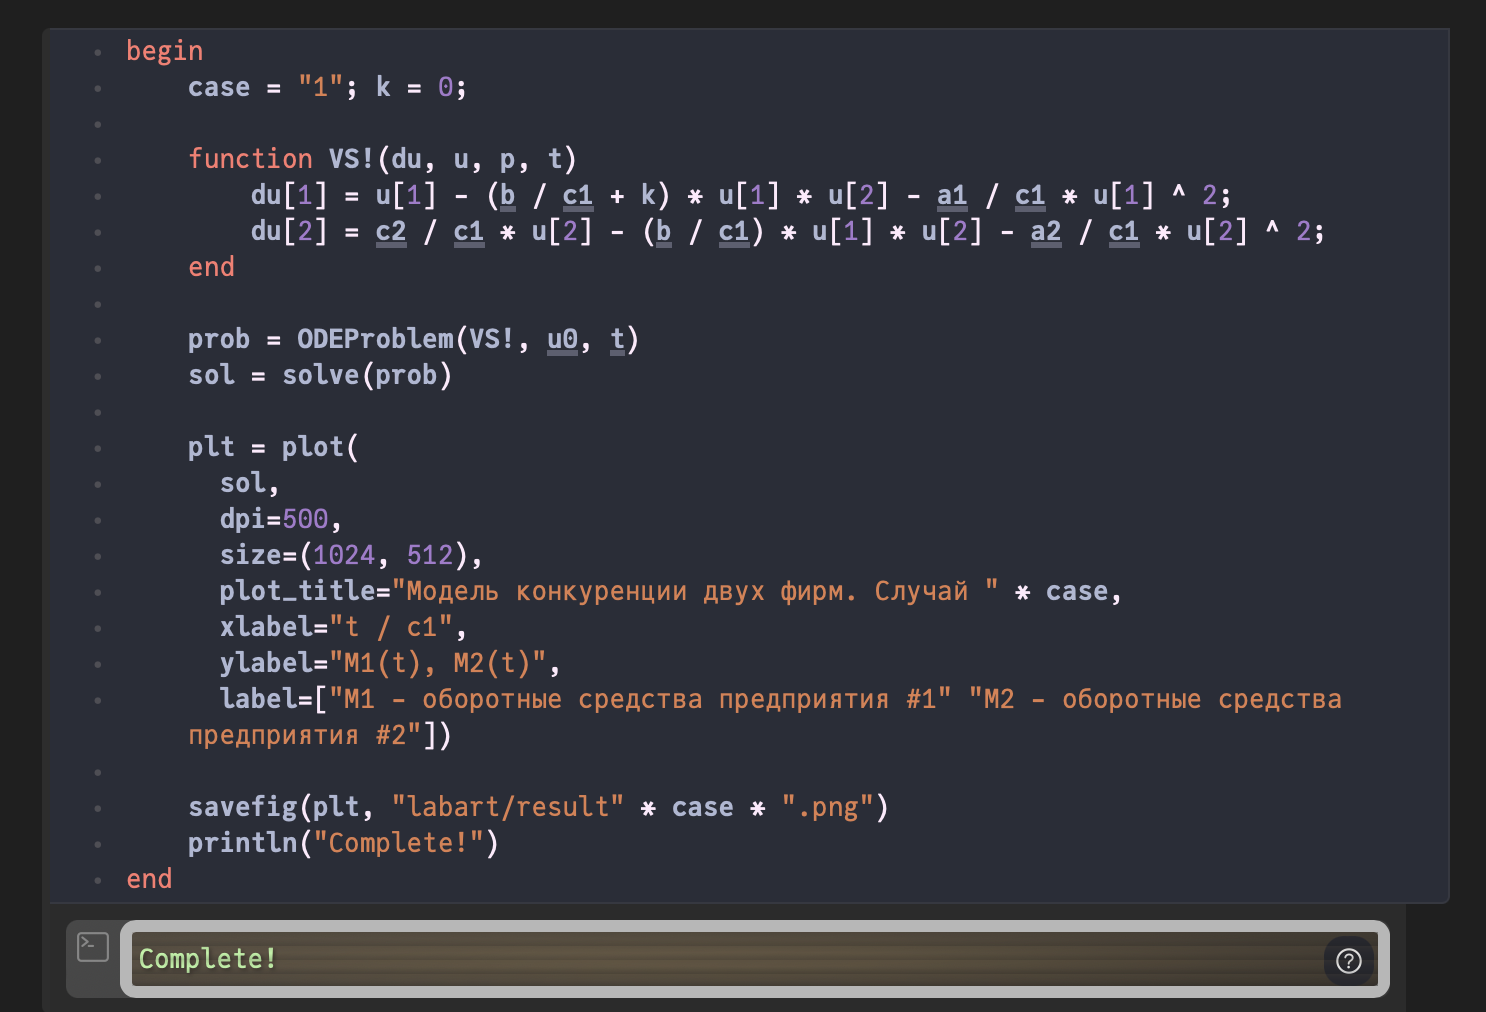 begin
case = "1"; k = 0;
function VS!(du, u, p, t)
du[1] = u[1] - (b / c1 + k) * u[1] * u[2] - a1 / c1 * u[1] ^ 2;
du[2] = c2 / c1 * u[2] - (b / c1) * u[1] * u[2] - a2 / c1 * u[2] ^ 2;
end
prob = ODEProblem(VS!, u0, t)
sol = solve(prob)
plt = plot(
sol,
dpi=500,
size=(1024, 512),
plot_title="Модель конкуренции двух фирм. Случай " * case,
xlabel="t / c1",
ylabel="M1(t), M2(t)",
label=["M1 - оборотные средства предприятия #1" "M2 - оборотные средства
предприятия #2"])
savefig(plt, "labart/result" * case * ".png")
println("Complete!")
end
Complete!